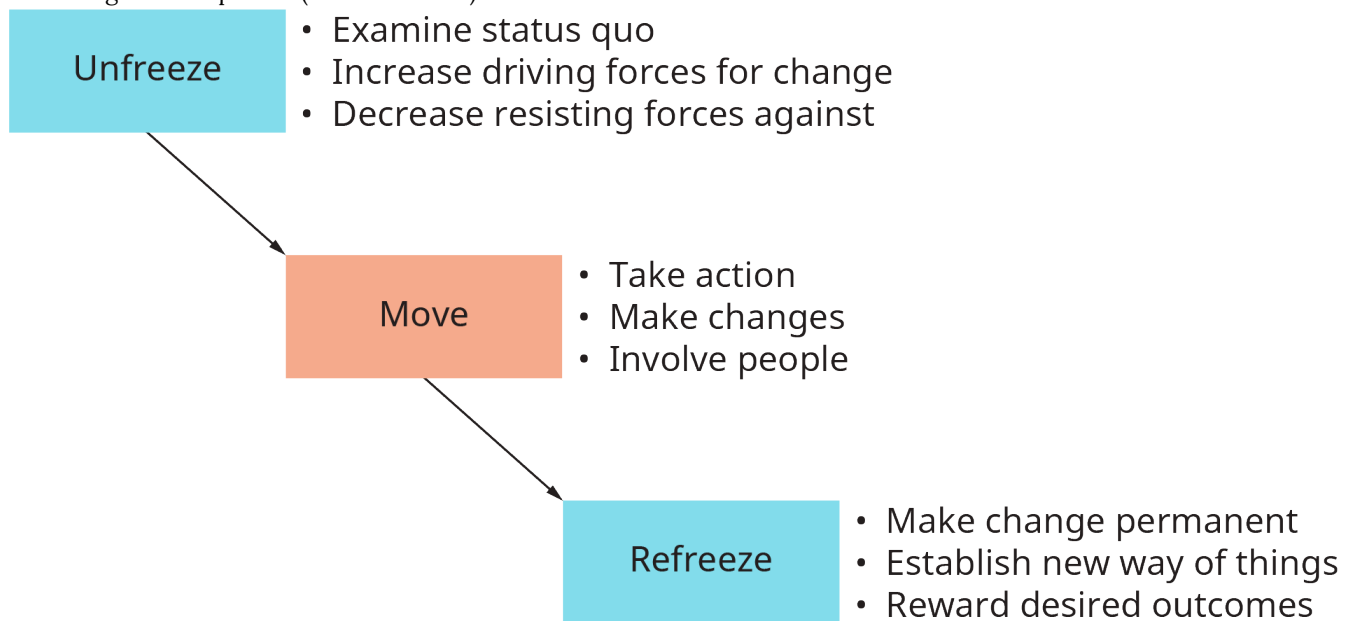 Unfreeze
• Examine status quo
• Increase driving forces for change
• Decrease resisting forces against
Move
• Take action
• Make changes
• Involve people
Refreeze
• Make change permanent
• Establish new way of things
• Reward desired outcomes